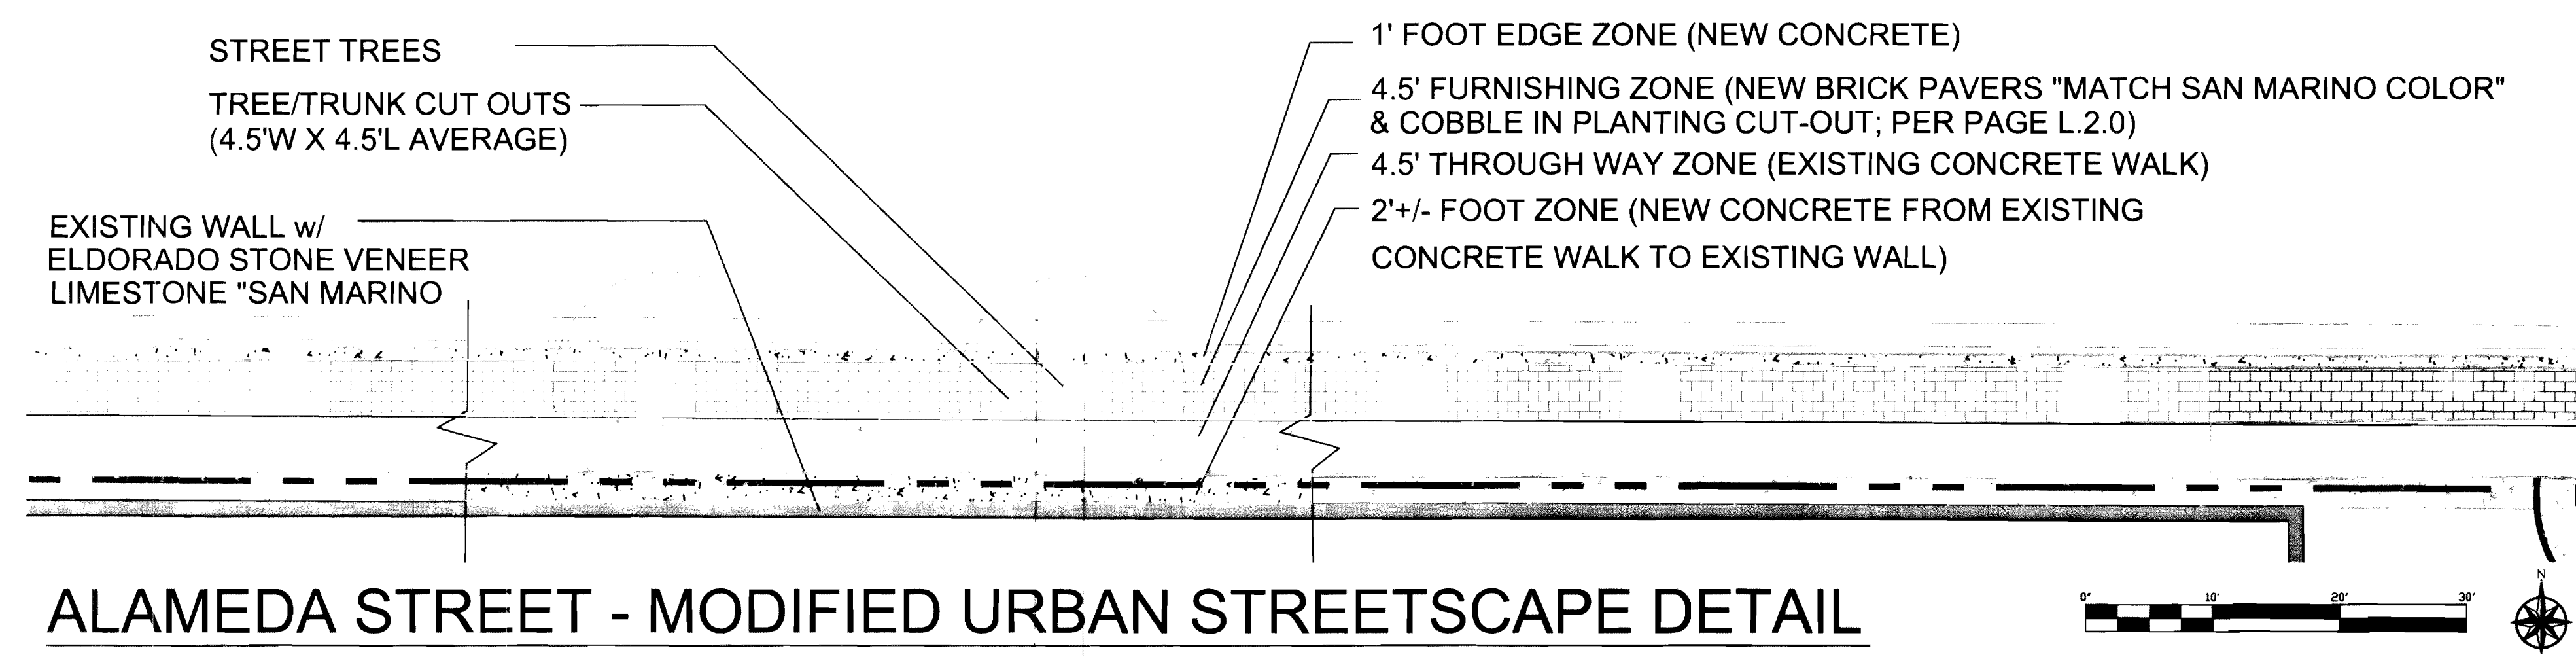 STREET TREES
TREE/TRUNK CUT OUTS
(4.5'W X 4.5'L AVERAGE)
EXISTING WALL w/
ELDORADO STONE VENEER
LIMESTONE "SAN MARINO
1' FOOT EDGE ZONE (NEW CONCRETE)
4.5' FURNISHING ZONE (NEW BRICK PAVERS "MATCH SAN MARINO COLOR"
& COBBLE IN PLANTING CUT-OUT; PER PAGE L.2.0)
4.5' THROUGH WAY ZONE (EXISTING CONCRETE WALK)
2'+/- FOOT ZONE (NEW CONCRETE FROM EXISTING
CONCRETE WALK TO EXISTING WALL)
ALAMEDA STREET - MODIFIED URBAN STREETSCAPE DETAIL
0' 10' 20' 30'
N